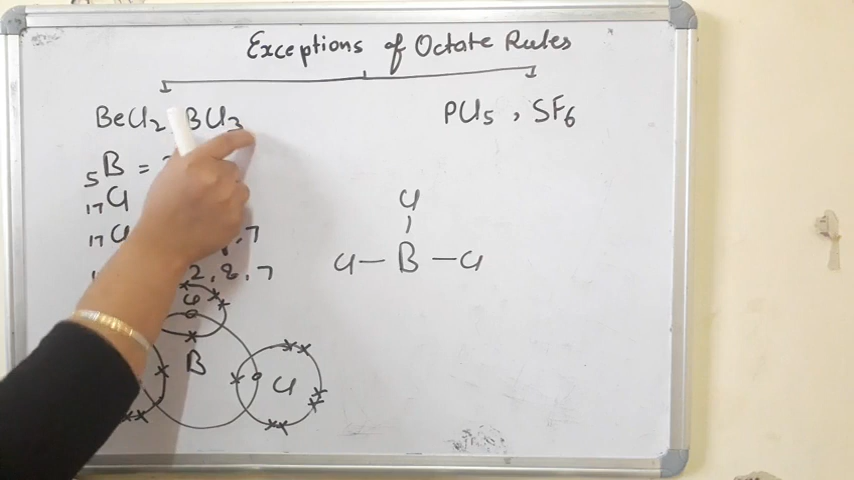 Exceptions of Octate Rules
BeCl2, BCl3
PCl5, SF6
5B =
17Cl
17Cl , 7
2, 8, 7
Cl
Cl — B — Cl
Cl
B
Cl